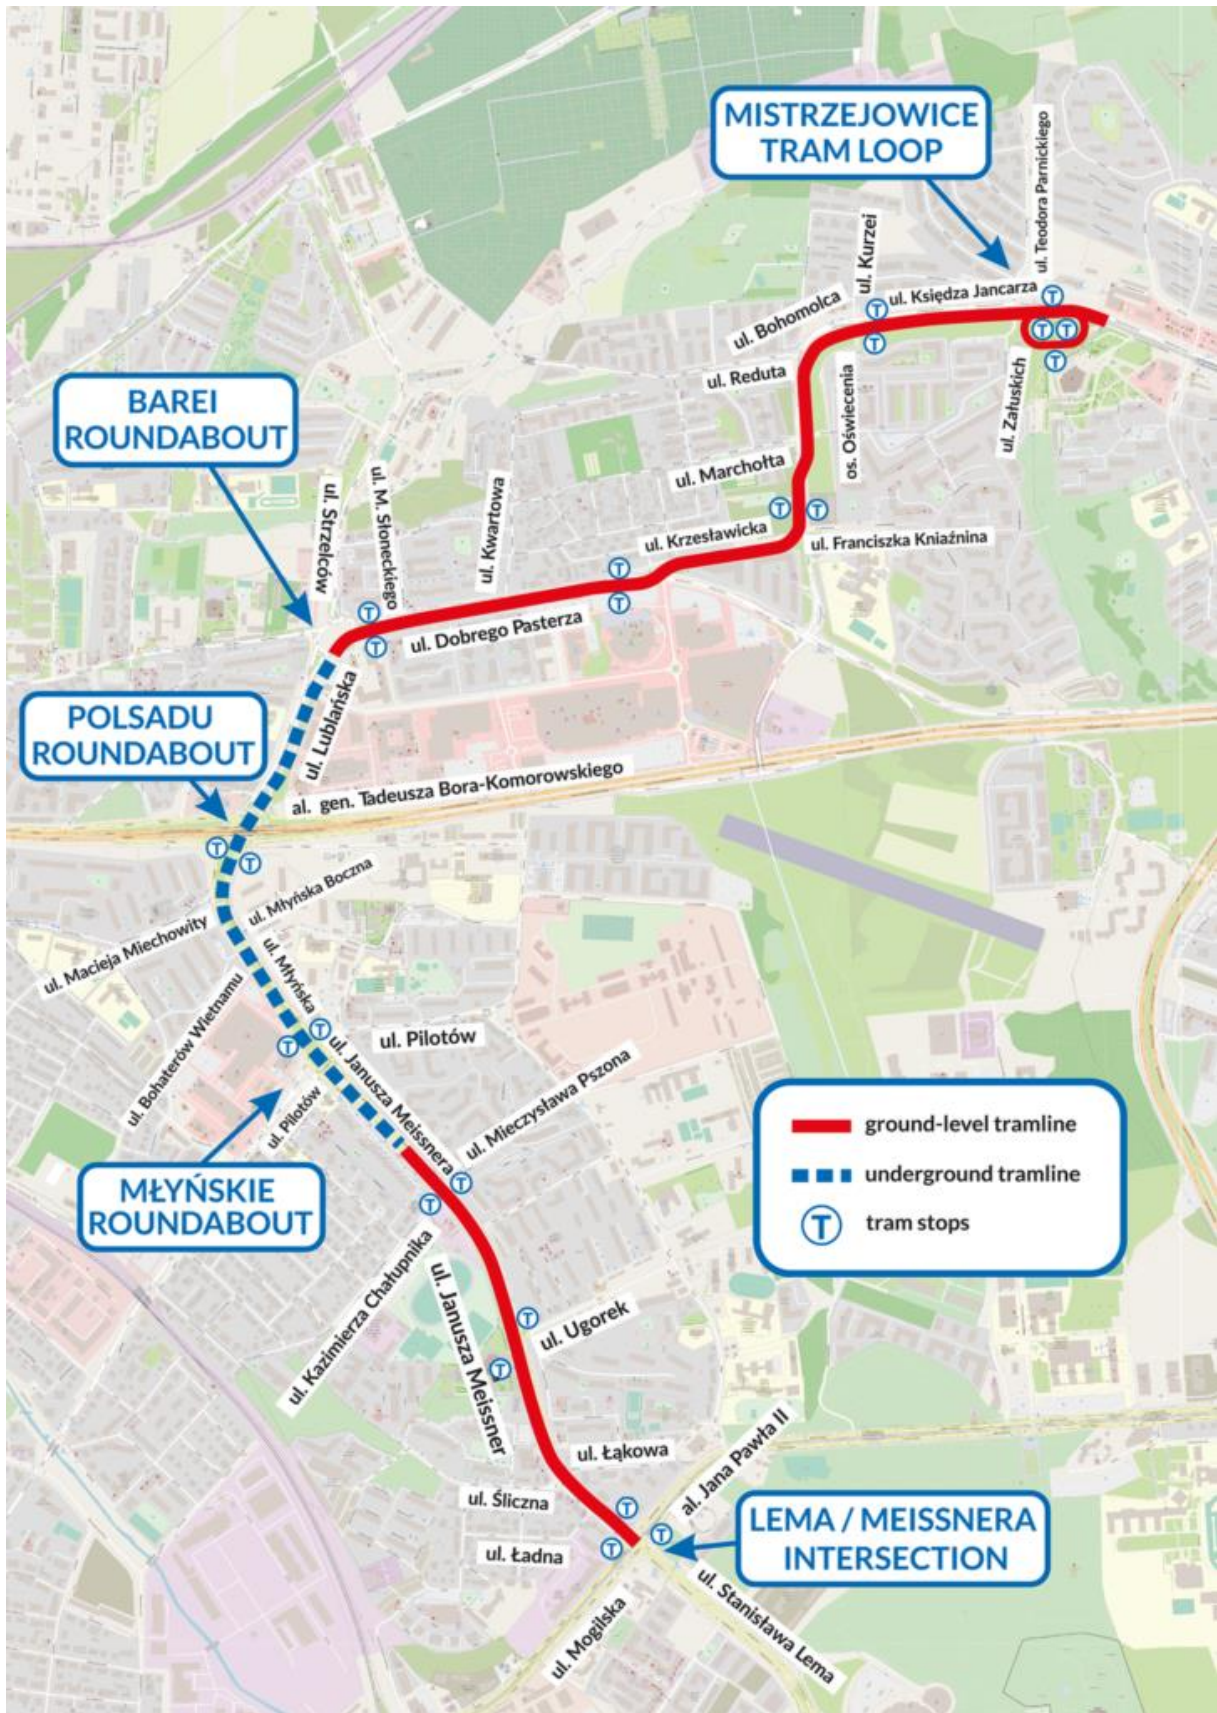 MISTRZEJOWICE
TRAM LOOP
ul. Teodora Parnickiego
ul. Kurzei
ul. Księdza Jancarza
T
ul. Bohomolca
T
T
T
T
T
ul. Reduta
ul. Załuskich
os. Oświecenia
BAREI
ROUNDABOUT
ul. Marchołta
ul. M. Słoneckiego
ul. Strzelców
ul. Kwartowa
T
T
ul. Krzesławicka
ul. Franciszka Kniaźnina
T
T
T
T
ul. Dobrego Pasterza
ul. Lublańska
POLSADU
ROUNDABOUT
al. gen. Tadeusza Bora-Komorowskiego
T
T
ul. Młyńska Boczna
ul. Macieja Miechowity
ul. Młyńska
ul. Bohaterów Wietnamu
T
T
ul. Pilotów
ul. Janusza Meissnera
ul. Pilotów
ul. Mieczysława Pszona
MŁYŃSKIE
ROUNDABOUT
T
T
ground-level tramline
underground tramline
T
tram stops
ul. Kazimierza Chałupnika
ul. Janusza Meissner
T
ul. Ugorek
T
ul. Łąkowa
al. Jana Pawła II
ul. Śliczna
T
T
T
ul. Ładna
LEMA / MEISSNERA
INTERSECTION
ul. Mogilska
ul. Stanisława Lema